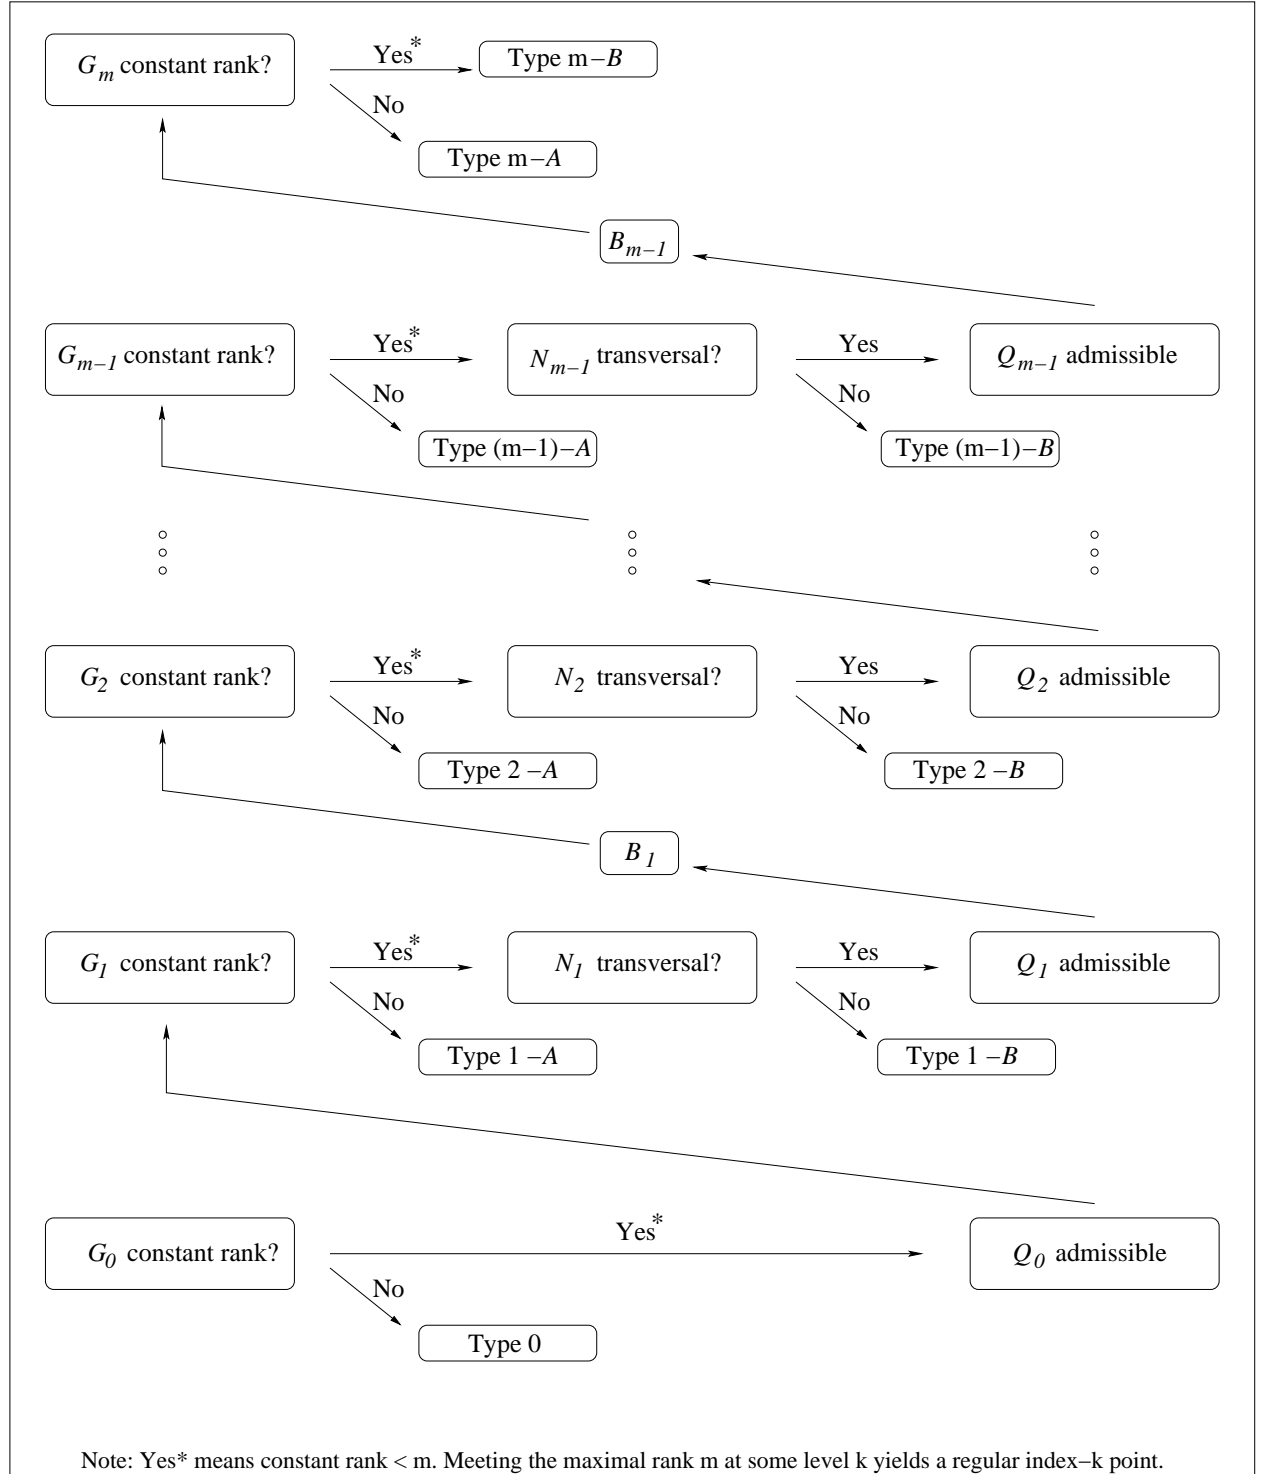 G_m constant rank? Yes* Type m–B
No
Type m–A
B_m–1
G_m–1 constant rank? Yes* N_m–1 transversal? Yes Q_m–1 admissible
No No
Type (m–1)–A Type (m–1)–B
G_2 constant rank? Yes* N_2 transversal? Yes Q_2 admissible
No No
Type 2 –A Type 2 –B
B_1
G_1 constant rank? Yes* N_1 transversal? Yes Q_1 admissible
No No
Type 1 –A Type 1 –B
G_0 constant rank? Yes* Q_0 admissible
No
Type 0
Note: Yes* means constant rank < m. Meeting the maximal rank m at some level k yields a regular index–k point.